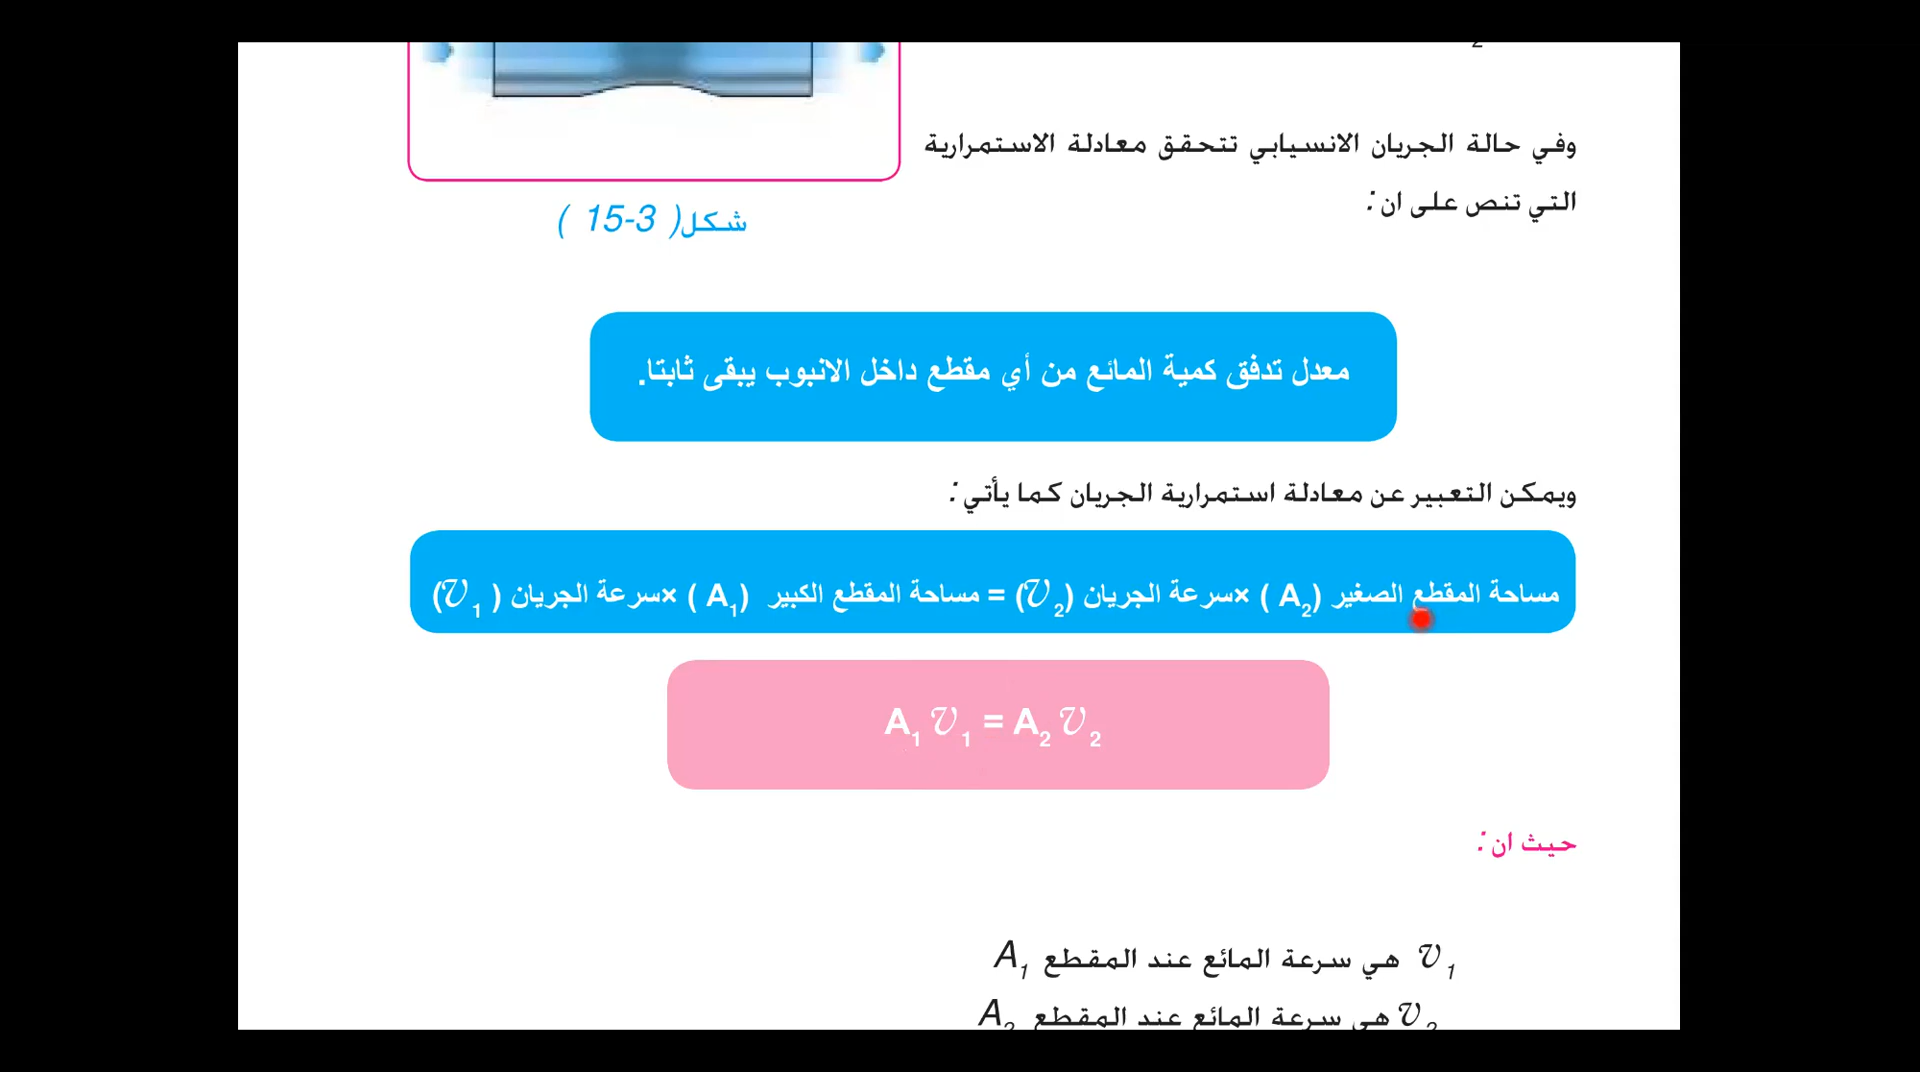 2
وفي حالة الجريان الانسيابي تتحقق معادلة الاستمرارية
التي تنص على ان :
شكل( 3-15 )
معدل تدفق كمية المائع من أي مقطع داخل الانبوب يبقى ثابتا.
ويمكن التعبير عن معادلة استمرارية الجريان كما يأتي :
مساحة المقطع الصغير (A₂) ×سرعة الجريان (v₂) = مساحة المقطع الكبير (A₁) ×سرعة الجريان (v₁)
A₁ v₁ = A₂ v₂
حيث ان :
v₁ هي سرعة المائع عند المقطع A₁
v₂ هي سرعة المائع عند المقطع A₂